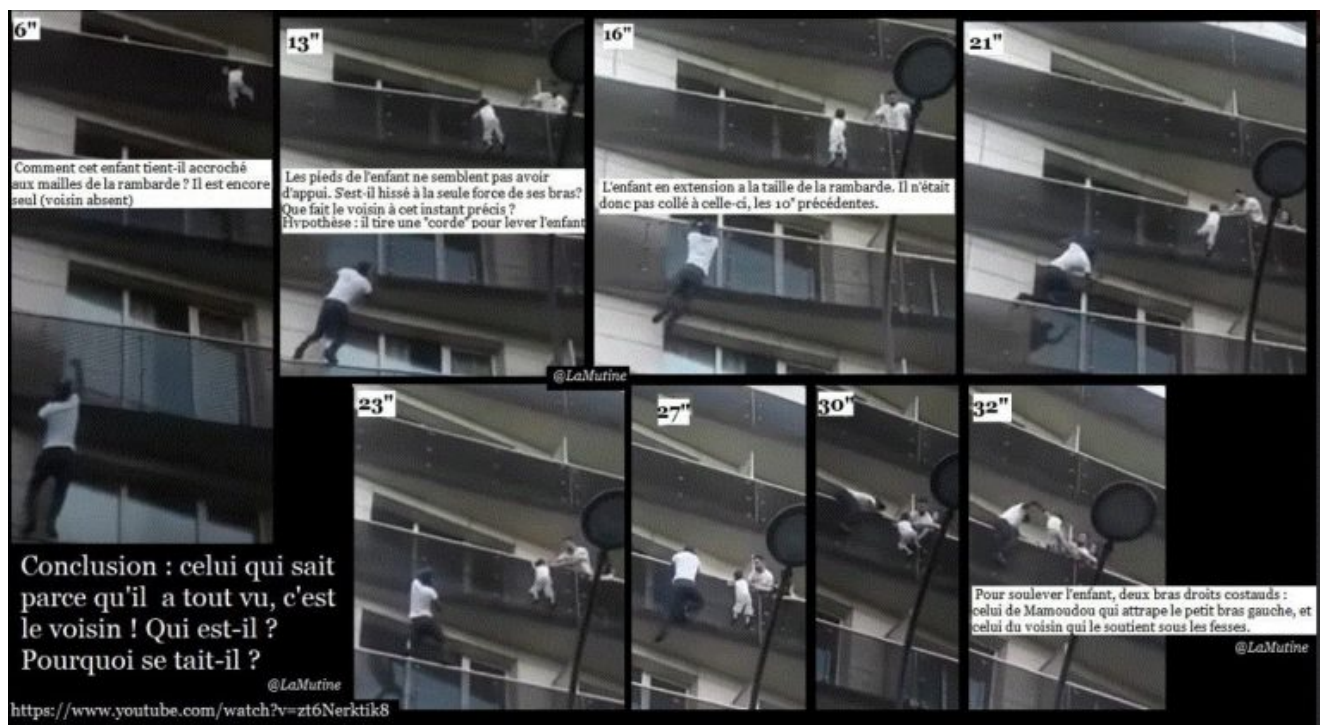 6"
Comment cet enfant tient-il accroché
aux mailles de la rambarde ? Il est encore
seul (voisin absent)
13"
Les pieds de l'enfant ne semblent pas avoir
d'appui. S'est-il hissé à la seule force de ses bras?
Que fait le voisin à cet instant précis ?
Hypothèse : il tire une "corde" pour lever l'enfant
16"
L'enfant en extension a la taille de la rambarde. Il n'était
donc pas collé à celle-ci, les 10" précédentes.
21"
@LaMutine
23"
27"
30"
32"
Pour soulever l'enfant, deux bras droits costauds :
celui de Mamoudou qui attrape le petit bras gauche, et
celui du voisin qui le soutient sous les fesses.
@LaMutine
Conclusion : celui qui sait
parce qu'il a tout vu, c'est
le voisin ! Qui est-il ?
Pourquoi se tait-il ?
@LaMutine
https://www.youtube.com/watch?v=zt6Nerktik8